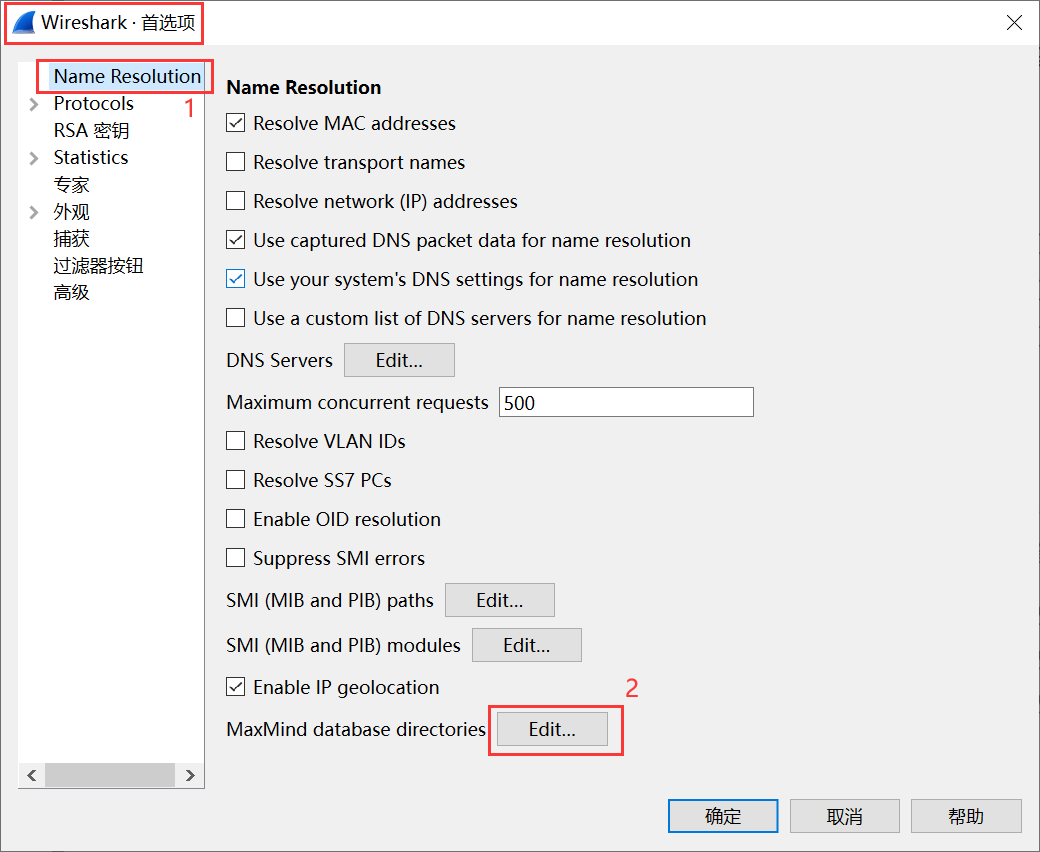 Wireshark · 首选项
Name Resolution
1
Protocols
RSA 密钥
Statistics
专家
外观
捕获
过滤器按钮
高级
Name Resolution
Resolve MAC addresses
Resolve transport names
Resolve network (IP) addresses
Use captured DNS packet data for name resolution
Use your system's DNS settings for name resolution
Use a custom list of DNS servers for name resolution
DNS Servers Edit...
Maximum concurrent requests 500
Resolve VLAN IDs
Resolve SS7 PCs
Enable OID resolution
Suppress SMI errors
SMI (MIB and PIB) paths Edit...
SMI (MIB and PIB) modules Edit...
Enable IP geolocation
2
MaxMind database directories Edit...
确定 取消 帮助